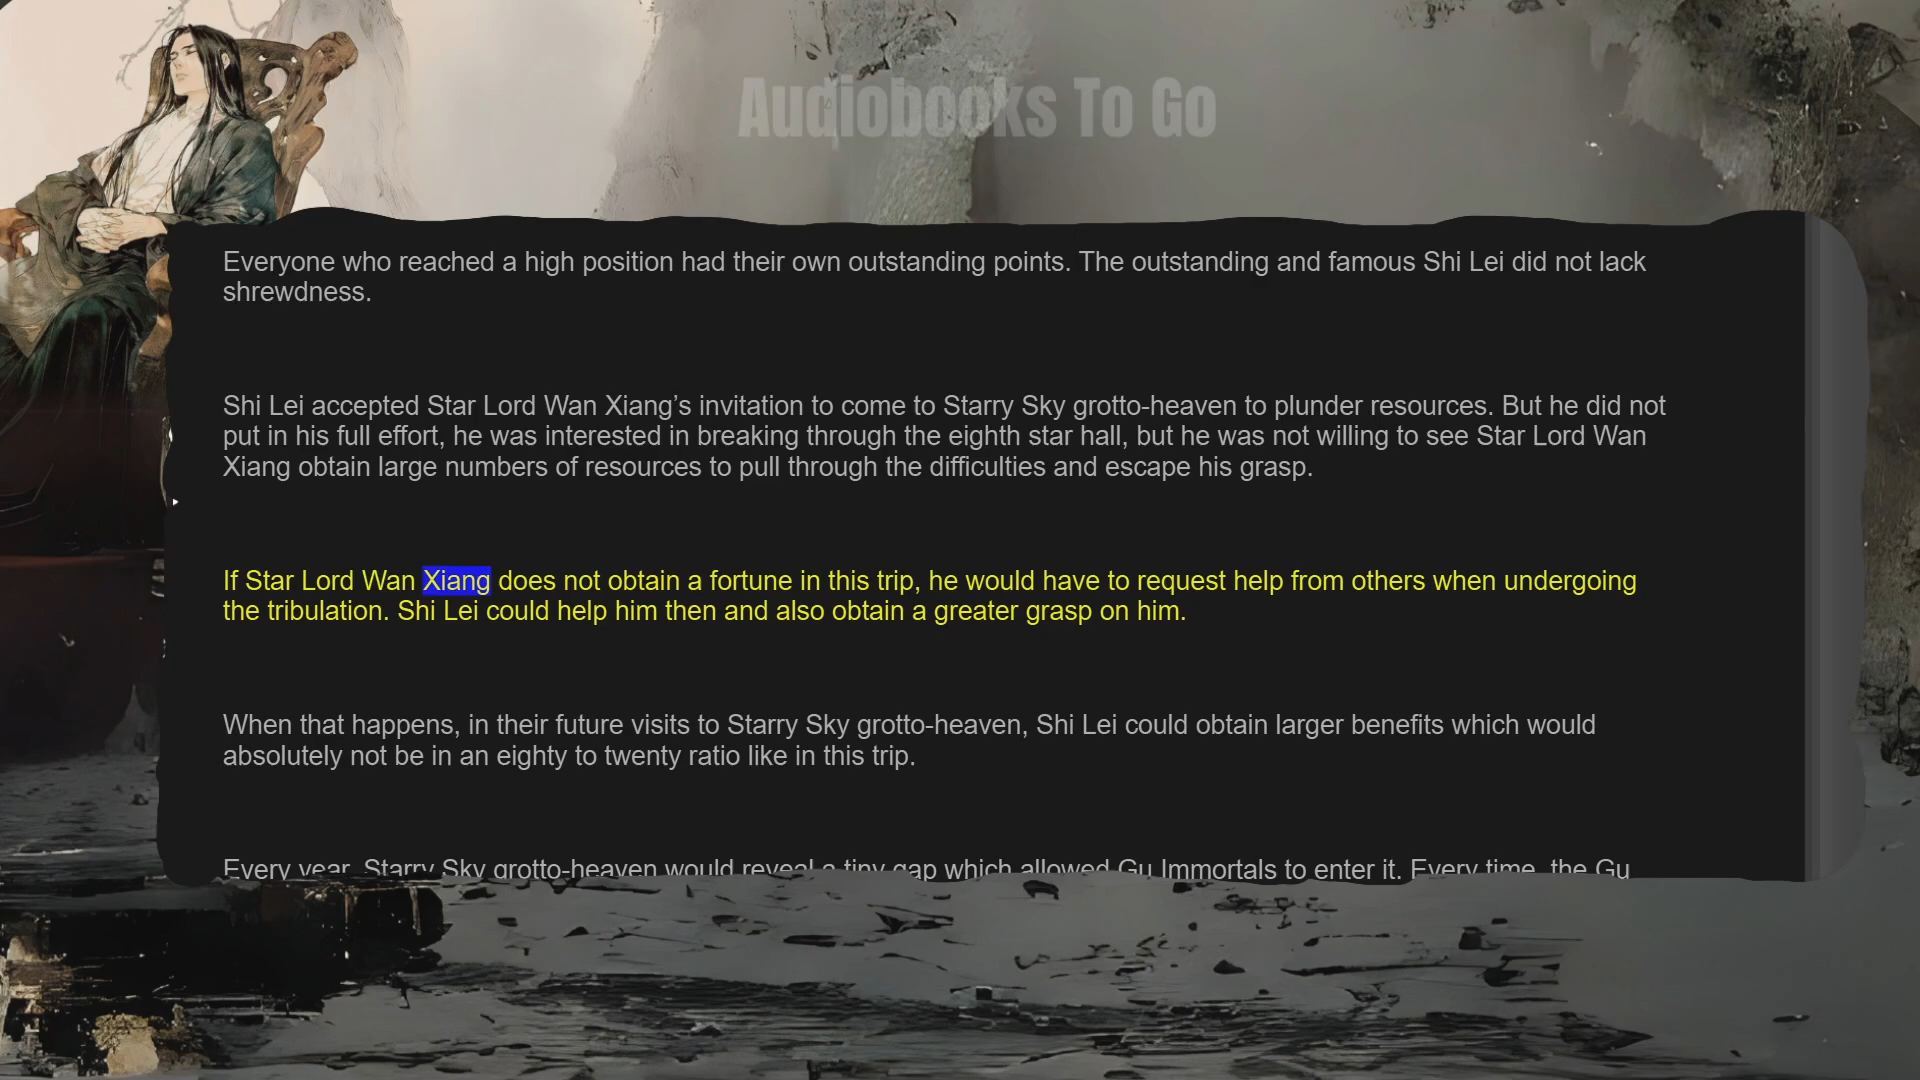 Audiobooks To Go
Everyone who reached a high position had their own outstanding points. The outstanding and famous Shi Lei did not lack
shrewdness.
Shi Lei accepted Star Lord Wan Xiang’s invitation to come to Starry Sky grotto-heaven to plunder resources. But he did not
put in his full effort, he was interested in breaking through the eighth star hall, but he was not willing to see Star Lord Wan
Xiang obtain large numbers of resources to pull through the difficulties and escape his grasp.
If Star Lord Wan Xiang does not obtain a fortune in this trip, he would have to request help from others when undergoing
the tribulation. Shi Lei could help him then and also obtain a greater grasp on him.
When that happens, in their future visits to Starry Sky grotto-heaven, Shi Lei could obtain larger benefits which would
absolutely not be in an eighty to twenty ratio like in this trip.
Every year, Starry Sky grotto-heaven would reveal a tiny gap which allowed Gu Immortals to enter it. Every time, the Gu